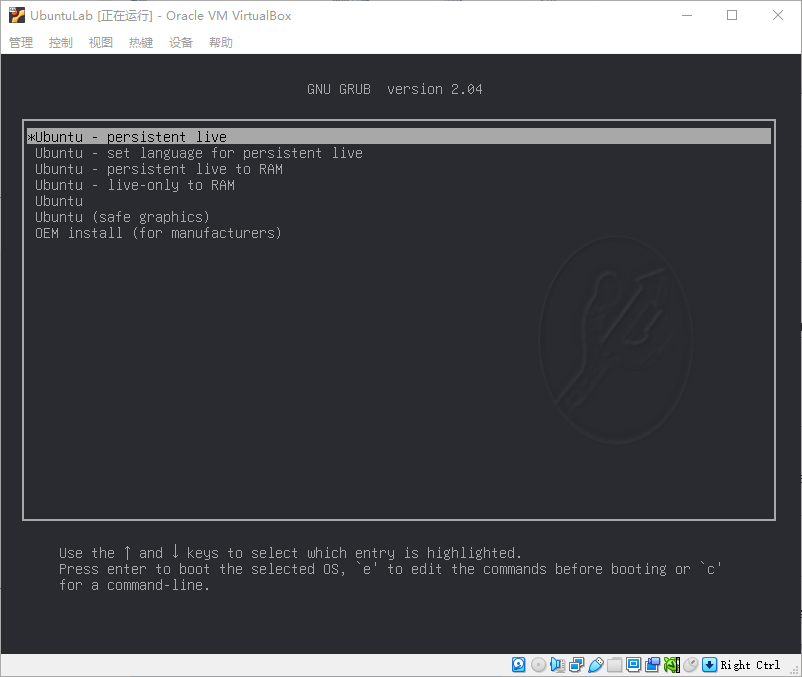 UbuntuLab [正在运行] - Oracle VM VirtualBox
管理 控制 视图 热键 设备 帮助
GNU GRUB  version 2.04
*Ubuntu - persistent live
Ubuntu - set language for persistent live
Ubuntu - persistent live to RAM
Ubuntu - live-only to RAM
Ubuntu
Ubuntu (safe graphics)
OEM install (for manufacturers)
Use the ↑ and ↓ keys to select which entry is highlighted.
Press enter to boot the selected OS, `e' to edit the commands before booting or `c'
for a command-line.
Right Ctrl